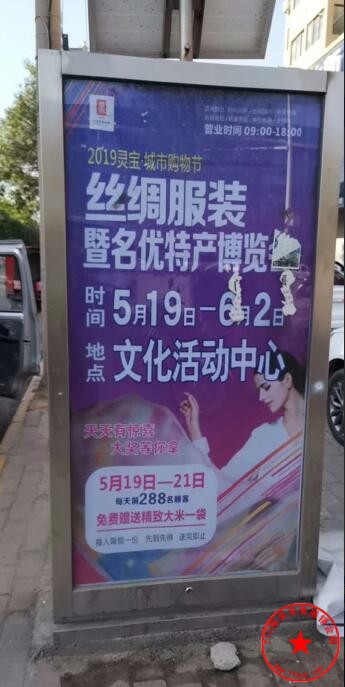 营业时间 09:00-18:00
2019灵宝·城市购物节
丝绸服装
暨名优特产博览会
时间 5月19日—6月2日
地点 文化活动中心
天天有惊喜
大奖等你拿
5月19日—21日
每天前288名顾客
免费赠送精致大米一袋
每人限领一份 先到先得 送完即止